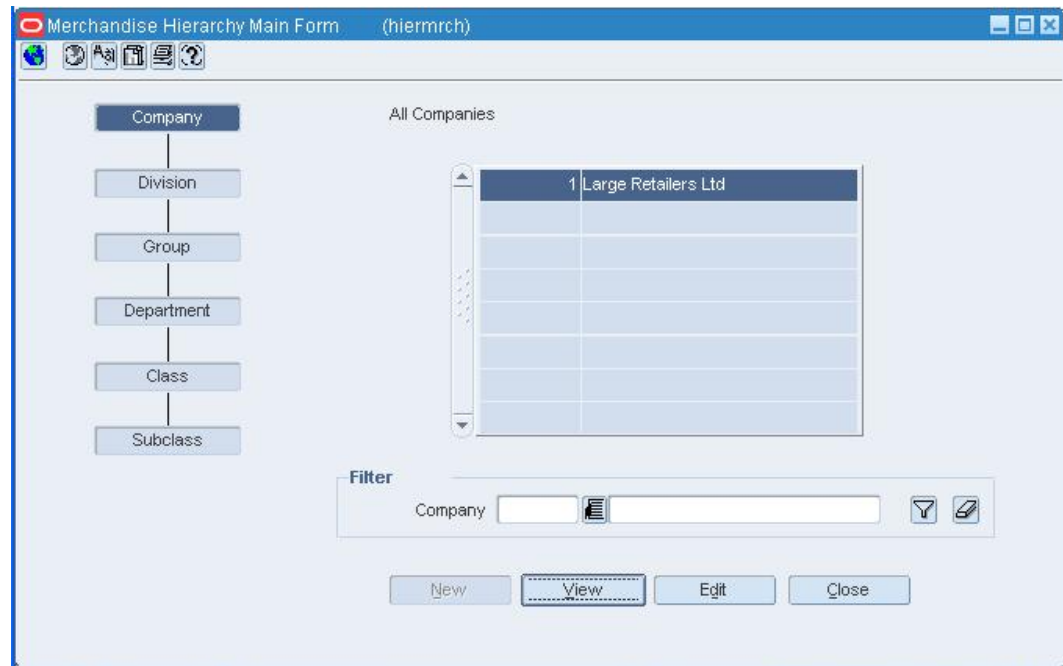 Merchandise Hierarchy Main Form (hiermrch)
Company
Division
Group
Department
Class
Subclass
All Companies
1 Large Retailers Ltd
Filter
Company
New View Edit Close